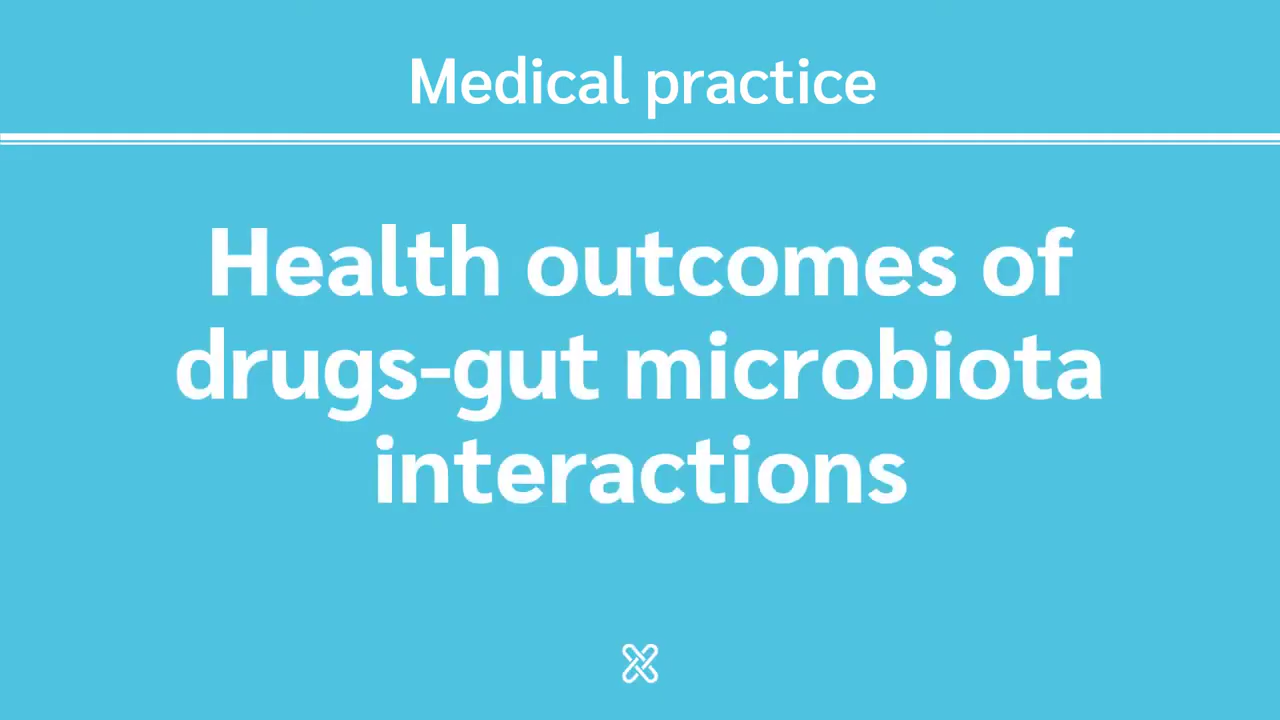 Medical practice
Health outcomes of
drugs-gut microbiota
interactions